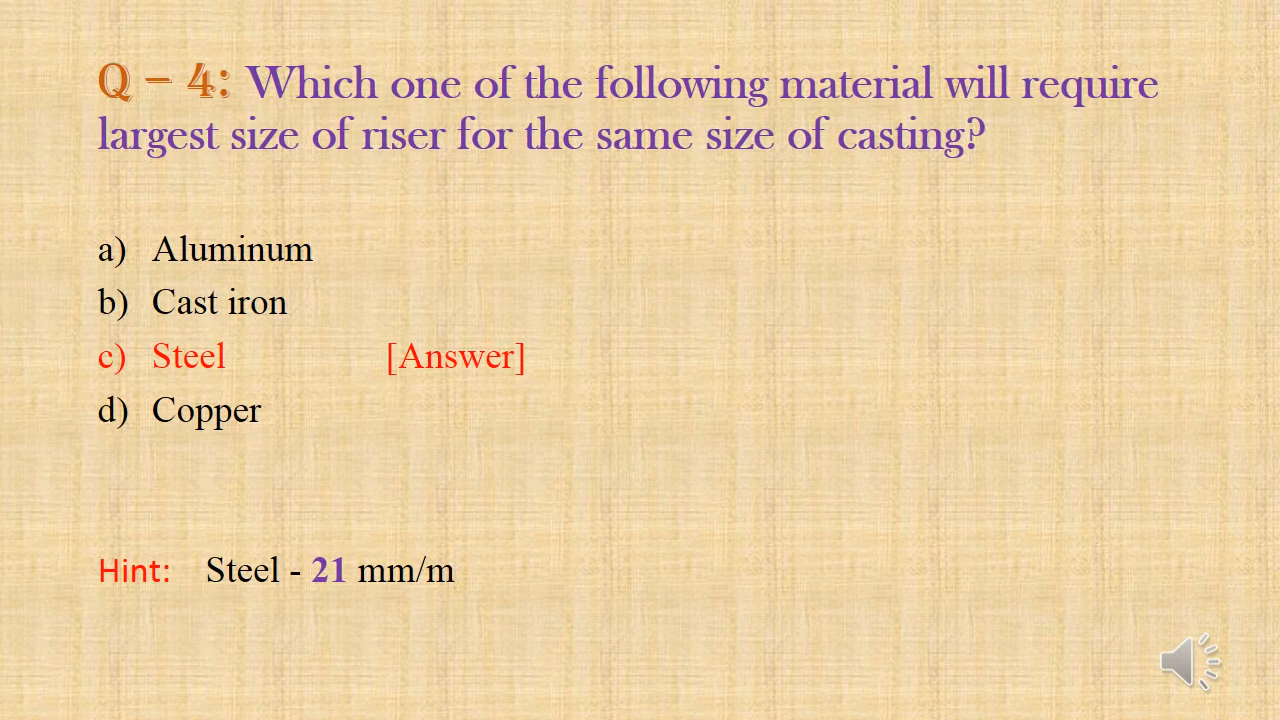 Q – 4: Which one of the following material will require
largest size of riser for the same size of casting?
a) Aluminum
b) Cast iron
c) Steel [Answer]
d) Copper
Hint: Steel - 21 mm/m